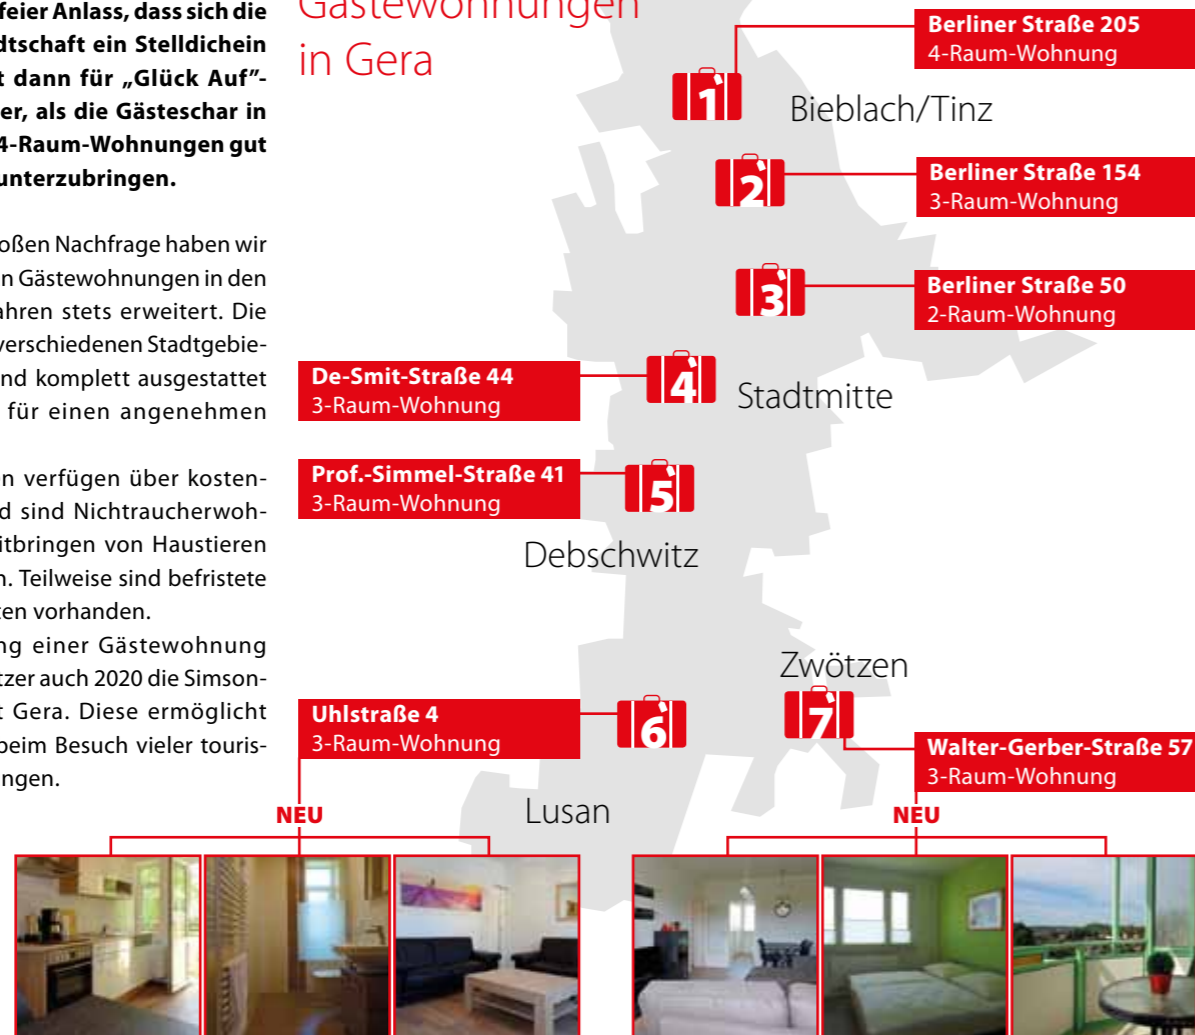 feier Anlass, dass sich die
dtschaft ein Stelldichein
t dann für „Glück Auf”-
er, als die Gästeschar in
4-Raum-Wohnungen gut
unterzubringen.
oßen Nachfrage haben wir
n Gästewohnungen in den
ahren stets erweitert. Die
verschiedenen Stadtgebie-
nd komplett ausgestattet
für einen angenehmen
en verfügen über kosten-
d sind Nichtraucherwoh-
itbringen von Haustieren
n. Teilweise sind befristete
ten vorhanden.
ng einer Gästewohnung
tzer auch 2020 die Simson-
t Gera. Diese ermöglicht
beim Besuch vieler touris-
ngen.
Gästewohnungen
in Gera
Berliner Straße 205
4-Raum-Wohnung
1
Bieblach/Tinz
Berliner Straße 154
3-Raum-Wohnung
2
Berliner Straße 50
2-Raum-Wohnung
3
De-Smit-Straße 44
3-Raum-Wohnung
4
Stadtmitte
Prof.-Simmel-Straße 41
3-Raum-Wohnung
5
Debschwitz
Zwötzen
Uhlstraße 4
3-Raum-Wohnung
6
7
Walter-Gerber-Straße 57
3-Raum-Wohnung
NEU
Lusan
NEU